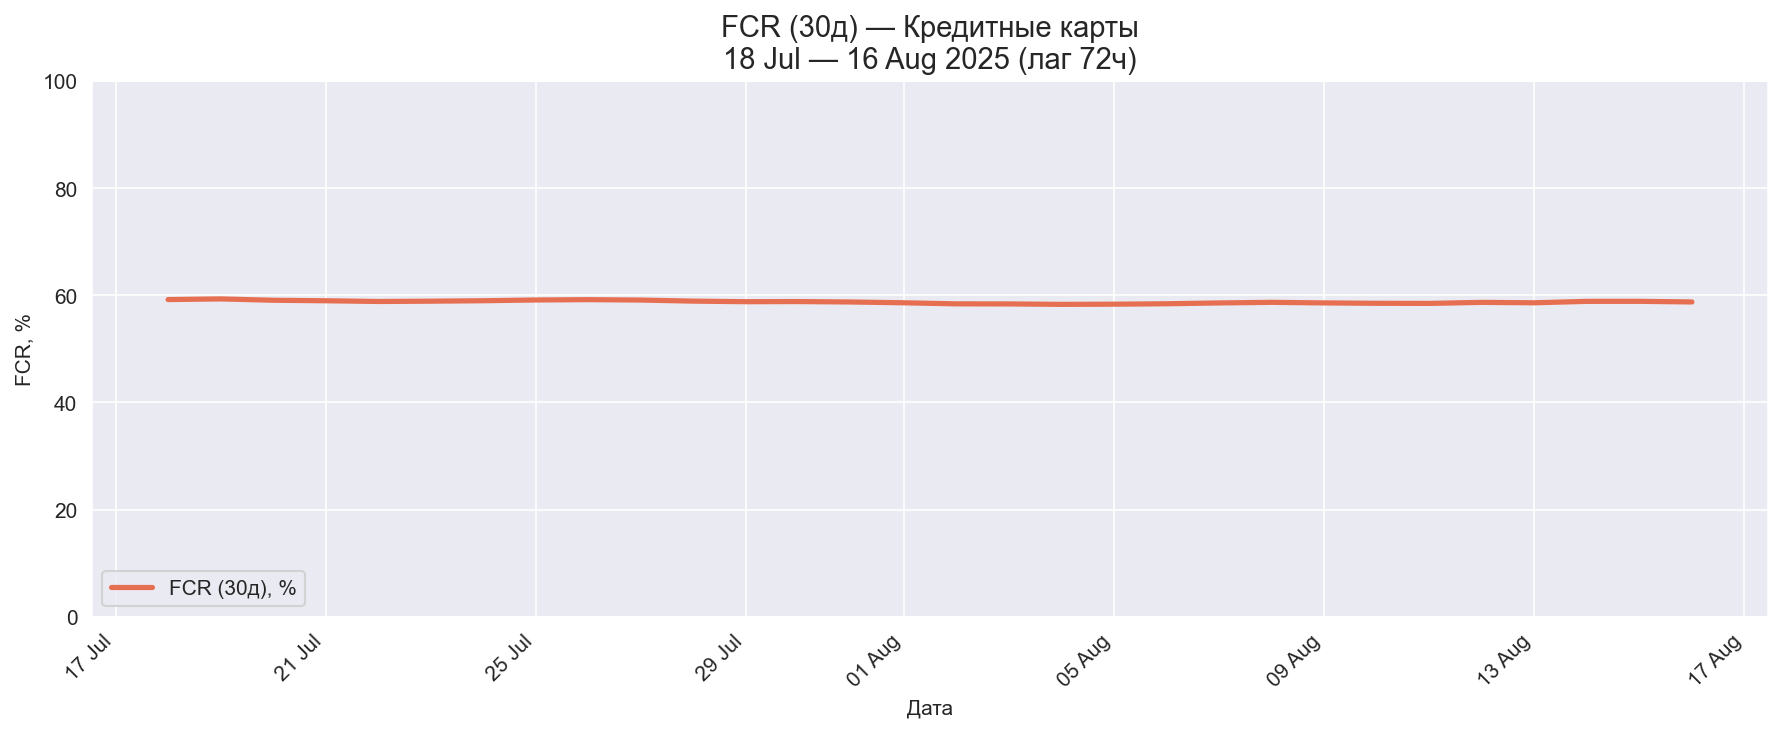 FCR (30д) — Кредитные карты
18 Jul — 16 Aug 2025 (лаг 72ч)
FCR, %
100
80
60
40
20
0
FCR (30д), %
17 Jul
21 Jul
25 Jul
29 Jul
01 Aug
05 Aug
09 Aug
13 Aug
17 Aug
Дата